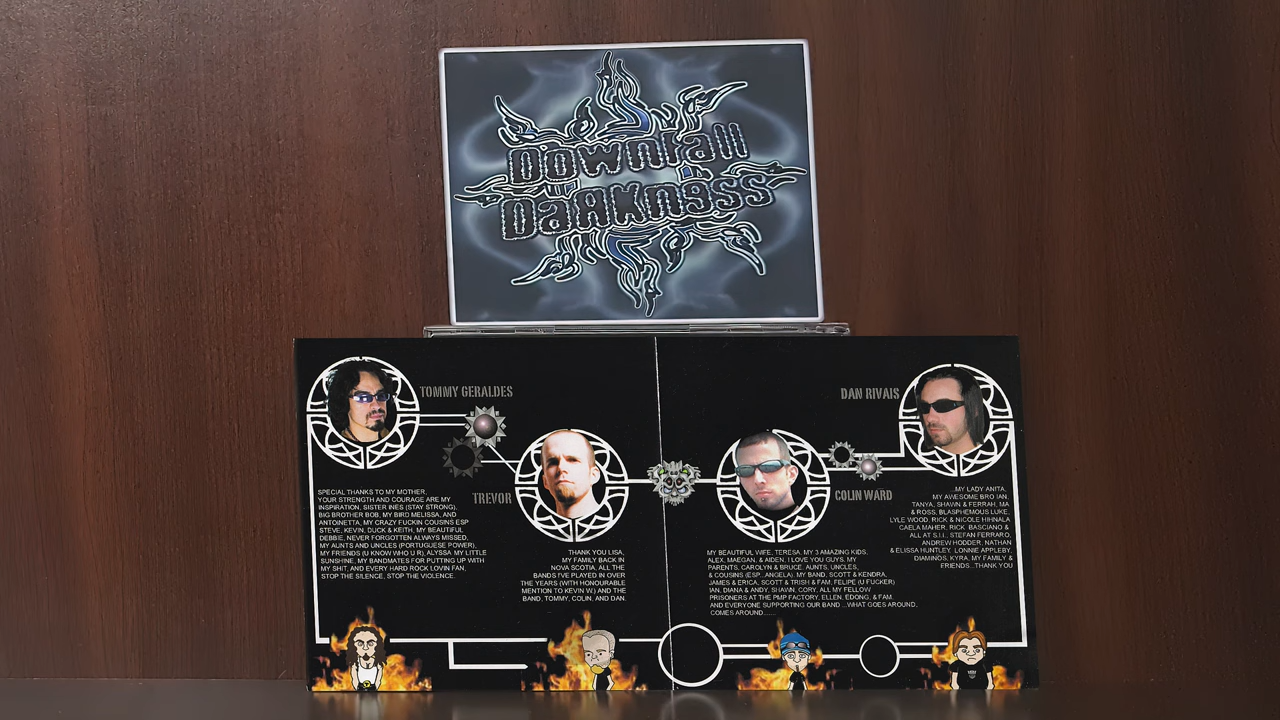 Downfall
Darkness
TOMMY GERALDES
SPECIAL THANKS TO MY MOTHER,
YOUR STRENGTH AND COURAGE ARE MY
INSPIRATION, SISTER INES (STAY STRONG),
BIG BROTHER BOB, MY BIRD MELISSA, AND
ANTOINETTA, MY CRAZY FUCKIN COUSINS ESP
STEVE, KEVIN, DUCK & KEITH, MY BEAUTIFUL
DEBBIE, NEVER FORGOTTEN ALWAYS MISSED,
MY AUNTS AND UNCLES (PORTUGUESE POWER),
MY FRIENDS (U KNOW WHO U R), ALYSSA MY LITTLE
SUNSHINE, MY BANDMATES FOR PUTTING UP WITH
MY SHIT, AND EVERY HARD ROCK LOVIN FAN,
STOP THE SILENCE, STOP THE VIOLENCE.
TREVOR
THANK YOU LISA,
MY FAMILY BACK IN
NOVA SCOTIA, ALL THE
BANDS I'VE PLAYED IN OVER
THE YEARS (WITH HONOURABLE
MENTION TO KEVIN W.) AND THE
BAND, TOMMY, COLIN, AND DAN.
COLIN WARD
MY BEAUTIFUL WIFE, TERESA. MY 3 AMAZING KIDS,
ALEX, MAEGAN, & AIDEN. I LOVE YOU GUYS. MY
PARENTS, CAROLYN & BRUCE. AUNTS, UNCLES,
& COUSINS (ESP...ANGELA). MY BAND, SCOTT & KENDRA,
JAMES & ERICA, SCOTT & TRISH & FAM, FELIPE (U FUCKER)
IAN, DIANA & ANDY, SHAWN, CORY, ALL MY FELLOW
PRISONERS AT THE PMP FACTORY, ELLEN, EDONG, & FAM.
AND EVERYONE SUPPORTING OUR BAND ...WHAT GOES AROUND..
COMES AROUND......
DAN RIVAIS
...MY LADY ANITA,
MY AWESOME BRO IAN,
TANYA, SHAWN & FERRAH, MA
& ROSS, BLASPHEMOUS LUKE,
LYLE WOOD, RICK & NICOLE HIHNALA
CAELA MAHER, RICK BASCIANO &
ALL AT S.I.I., STEFAN FERRARO,
ANDREW HODDER, NATHAN
& ELISSA HUNTLEY, LONNIE APPLEBY,
DIAMINOS, KYRA, MY FAMILY &
FRIENDS....THANK YOU